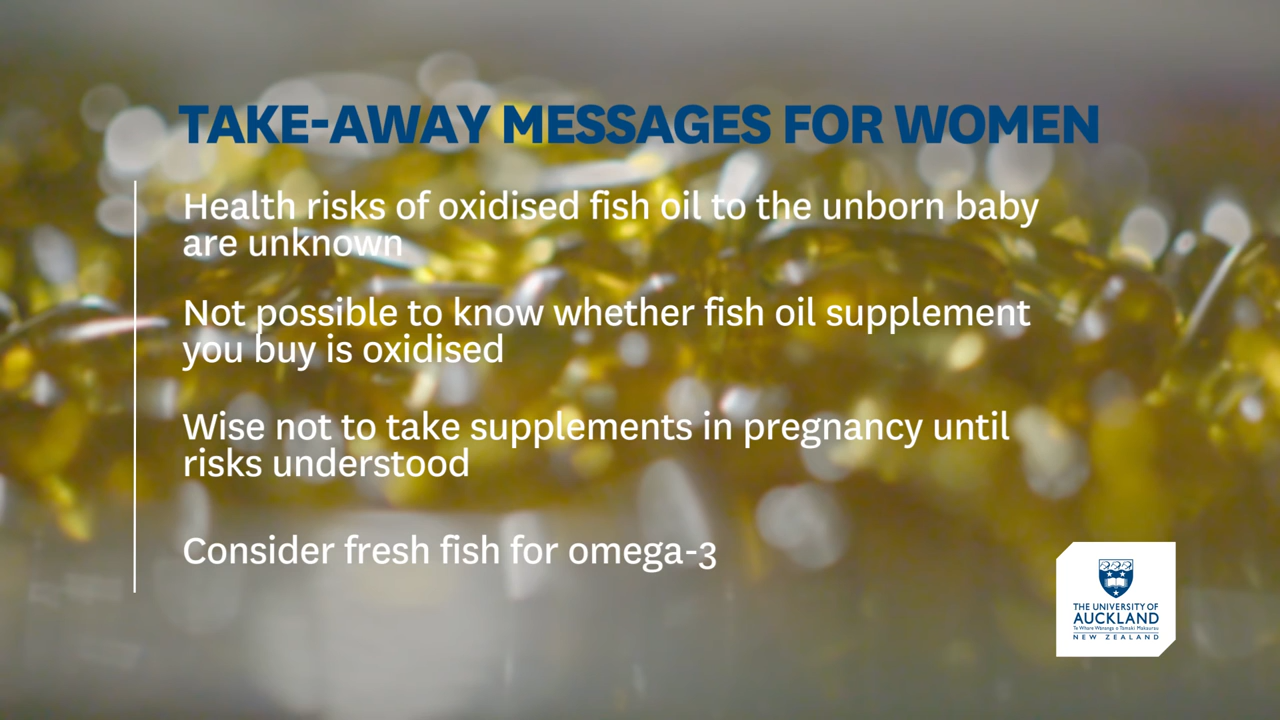 TAKE-AWAY MESSAGES FOR WOMEN
Health risks of oxidised fish oil to the unborn baby
are unknown
Not possible to know whether fish oil supplement
you buy is oxidised
Wise not to take supplements in pregnancy until
risks understood
Consider fresh fish for omega-3
THE UNIVERSITY OF
AUCKLAND
Te Whare Wānanga o Tāmaki Makaurau
NEW ZEALAND